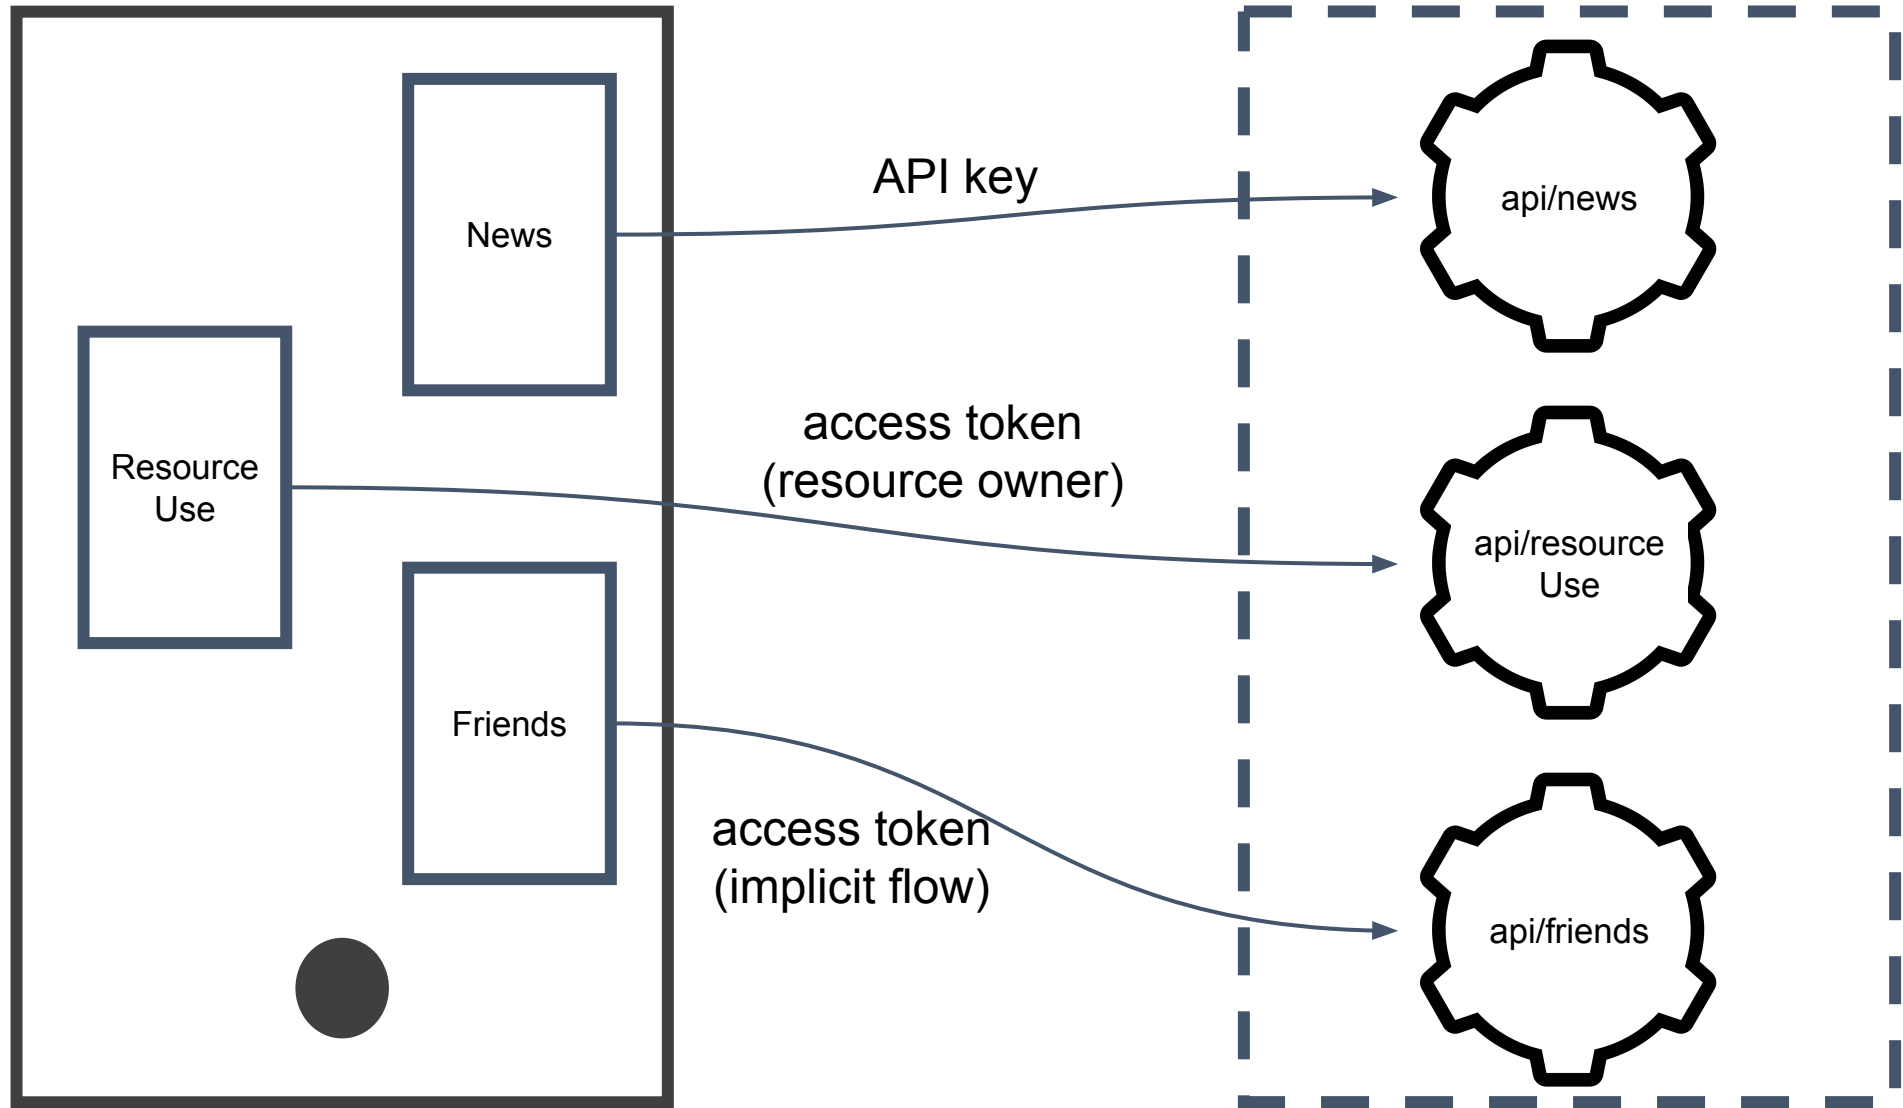 News
API key
api/news
Resource
Use
access token
(resource owner)
api/resource
Use
Friends
access token
(implicit flow)
api/friends